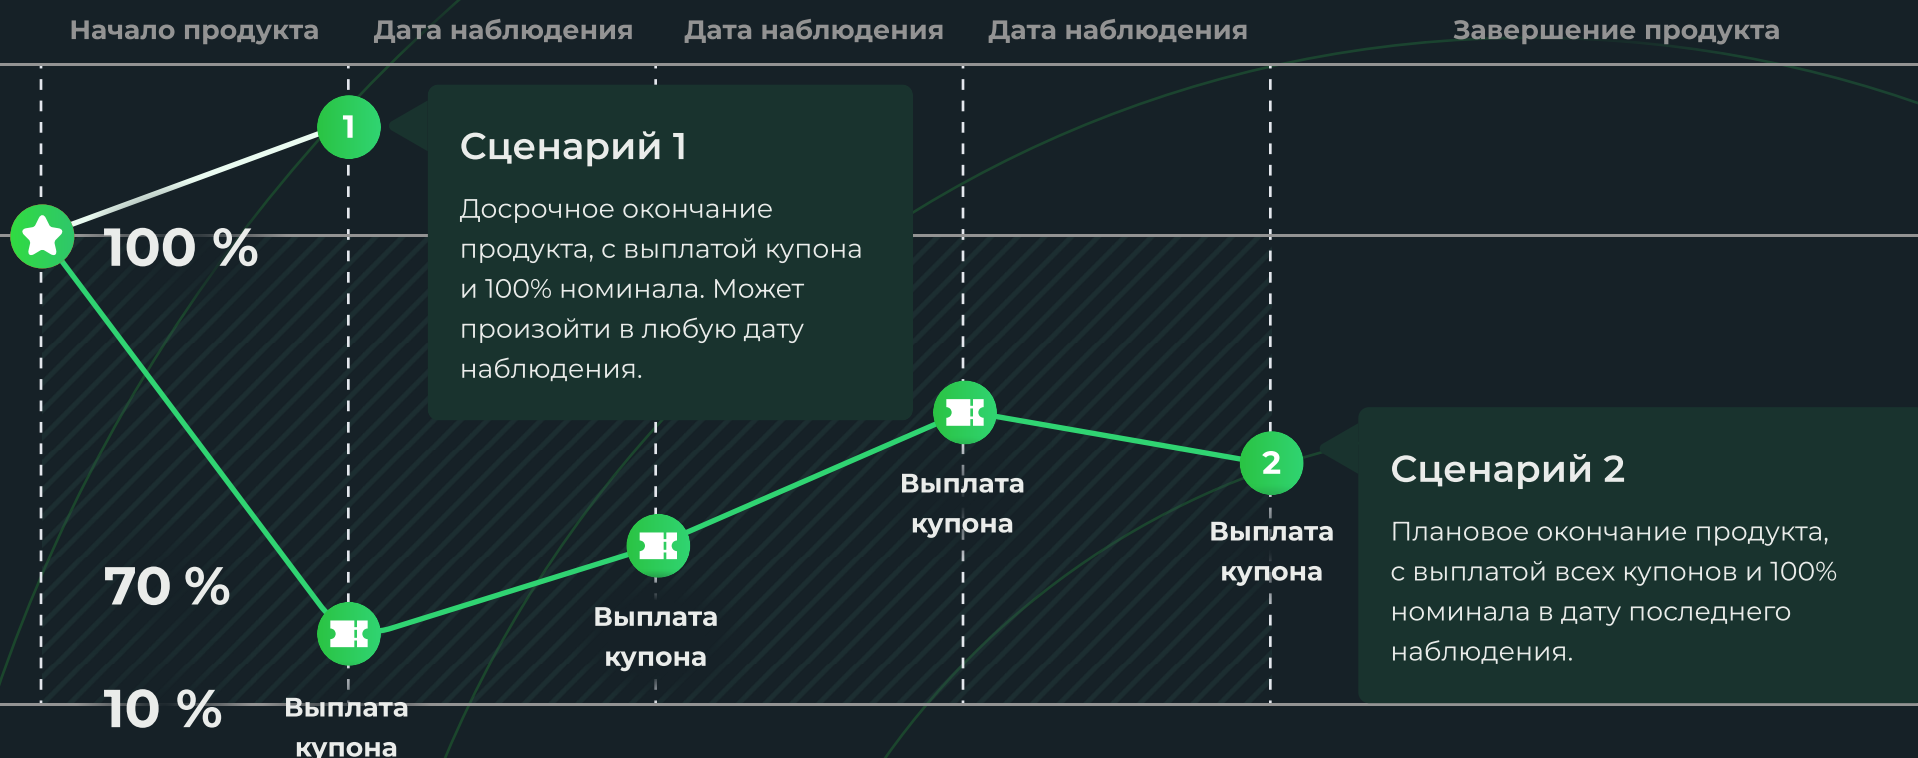 Начало продукта
Дата наблюдения
Дата наблюдения
Дата наблюдения
Завершение продукта
1
Сценарий 1
Досрочное окончание
продукта, с выплатой купона
и 100% номинала. Может
произойти в любую дату
наблюдения.
100 %
70 %
10 %
Выплата
купона
Выплата
купона
Выплата
купона
2
Выплата
купона
Сценарий 2
Плановое окончание продукта,
с выплатой всех купонов и 100%
номинала в дату последнего
наблюдения.